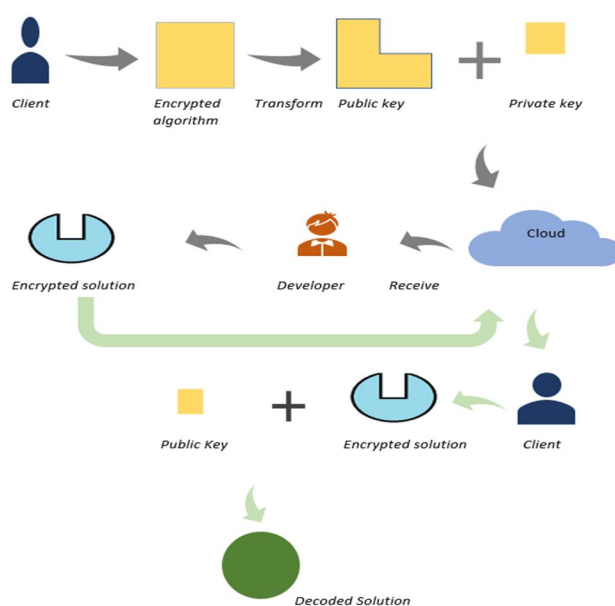 Client
Encrypted
algorithm
Transform
Public key
Private key
Cloud
Encrypted solution
Developer
Receive
Public Key
Encrypted solution
Client
Decoded Solution